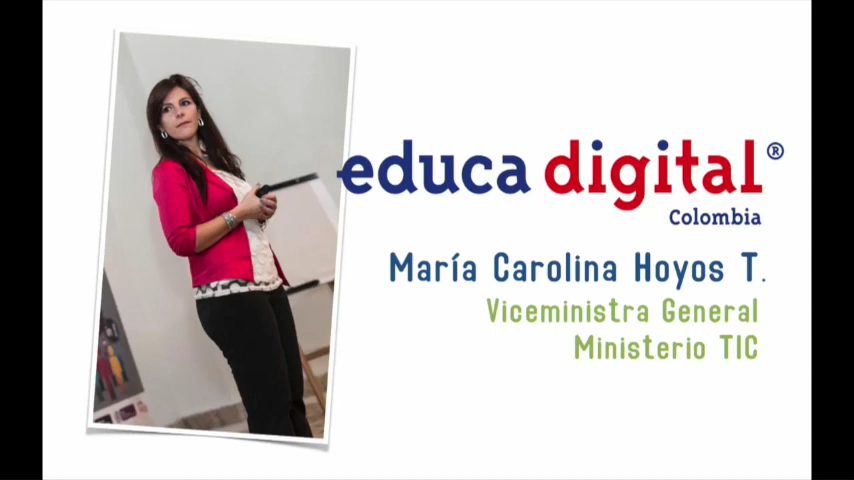 educa digital®
Colombia
María Carolina Hoyos T.
Viceministra General
Ministerio TIC